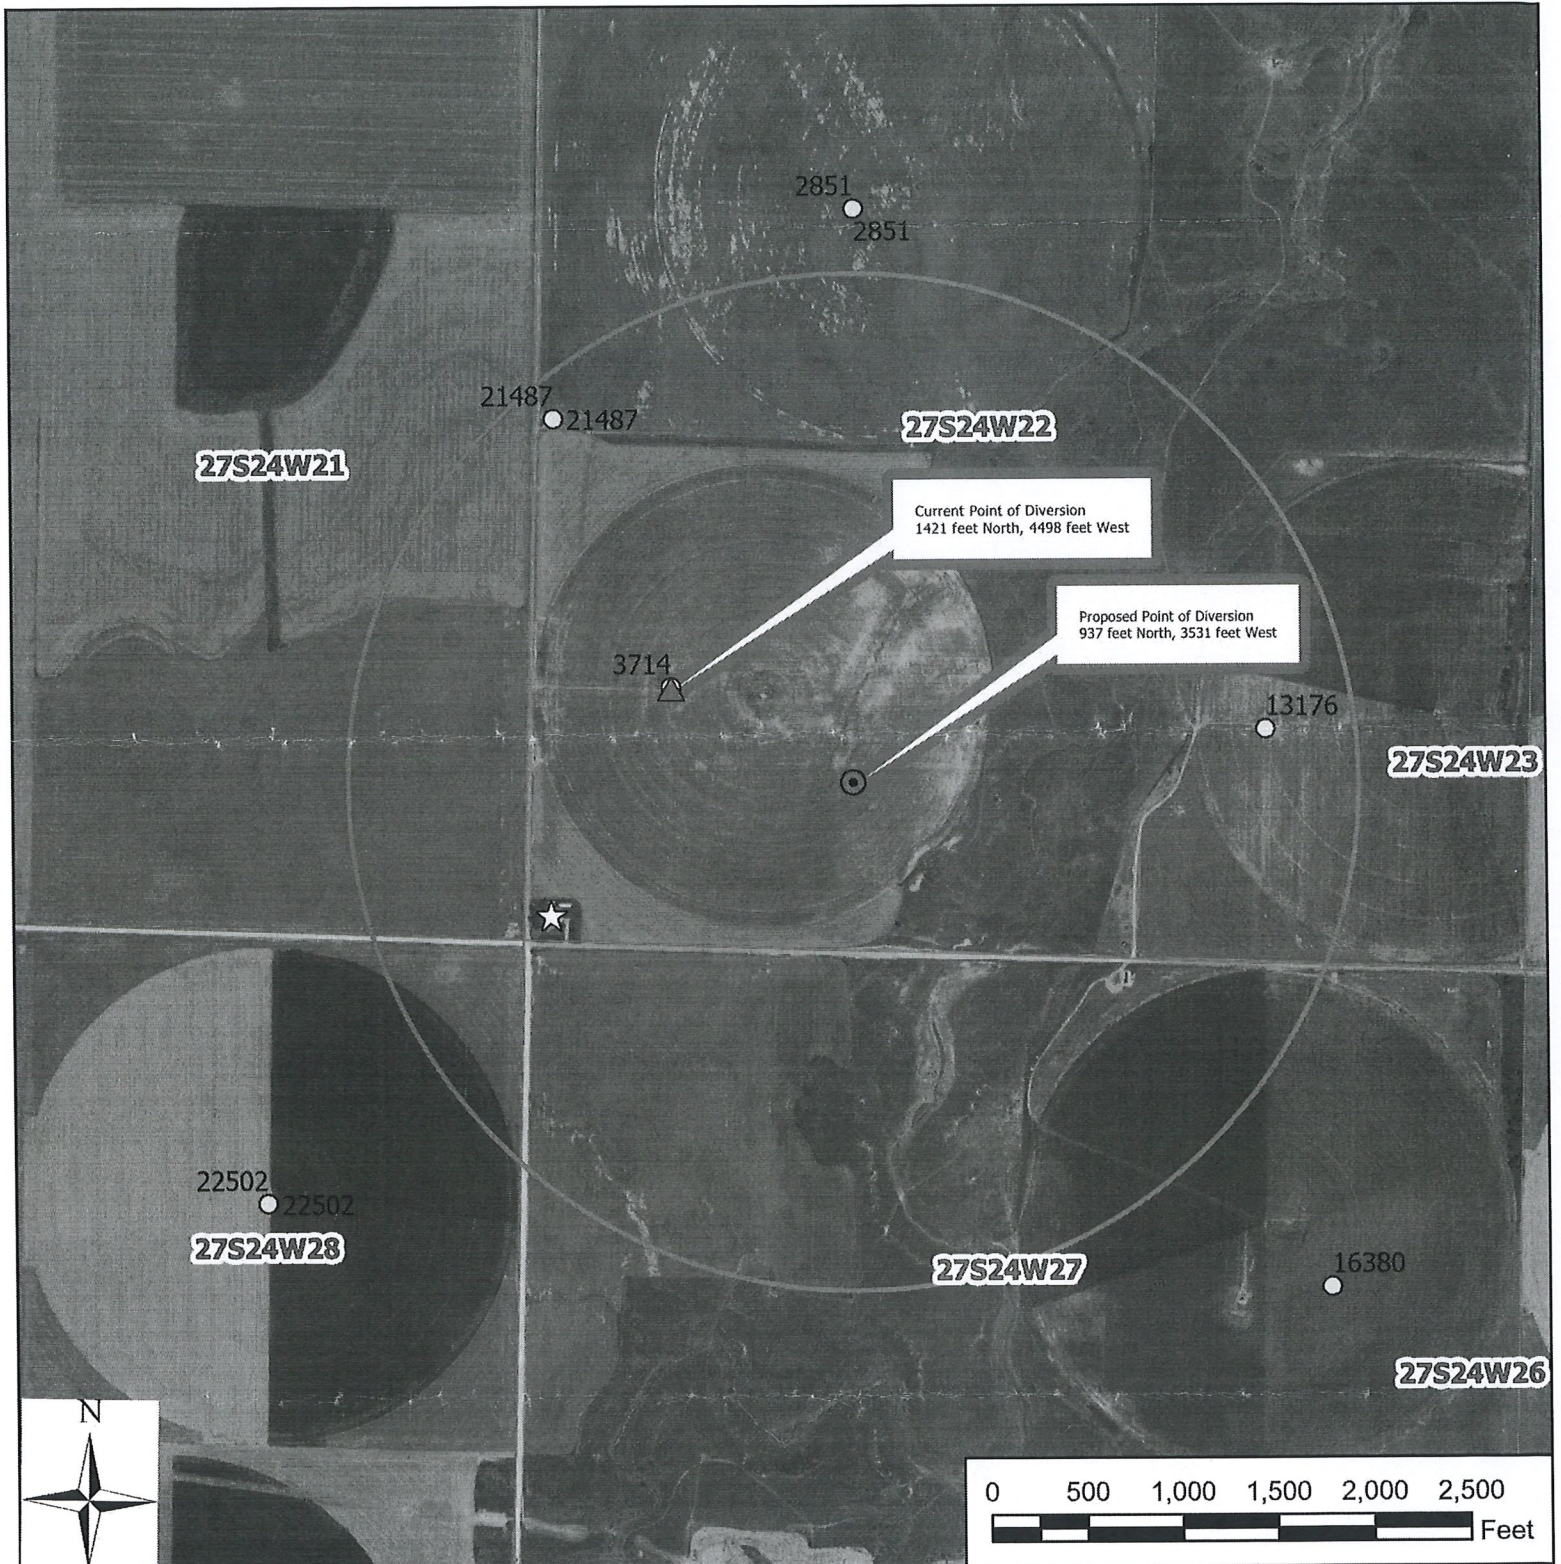 2851
2851
21487
21487
27S24W22
27S24W21
Current Point of Diversion
1421 feet North, 4498 feet West
Proposed Point of Diversion
937 feet North, 3531 feet West
3714
13176
27S24W23
22502
22502
27S24W28
27S24W27
16380
27S24W26
N
0 500 1,000 1,500 2,000 2,500
Feet